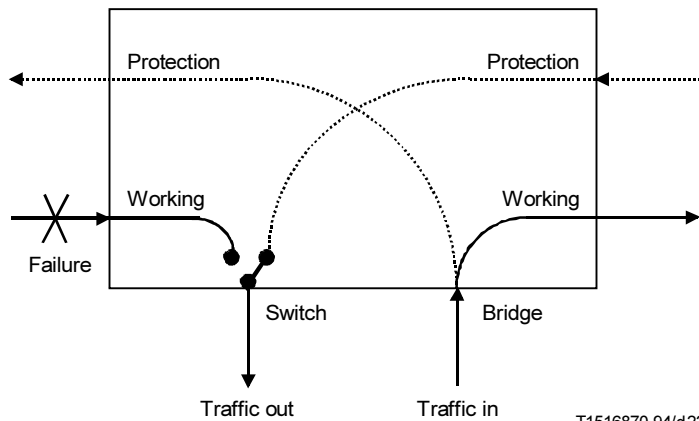 Protection
Protection
Working
Working
Failure
Switch
Bridge
Traffic out
Traffic in